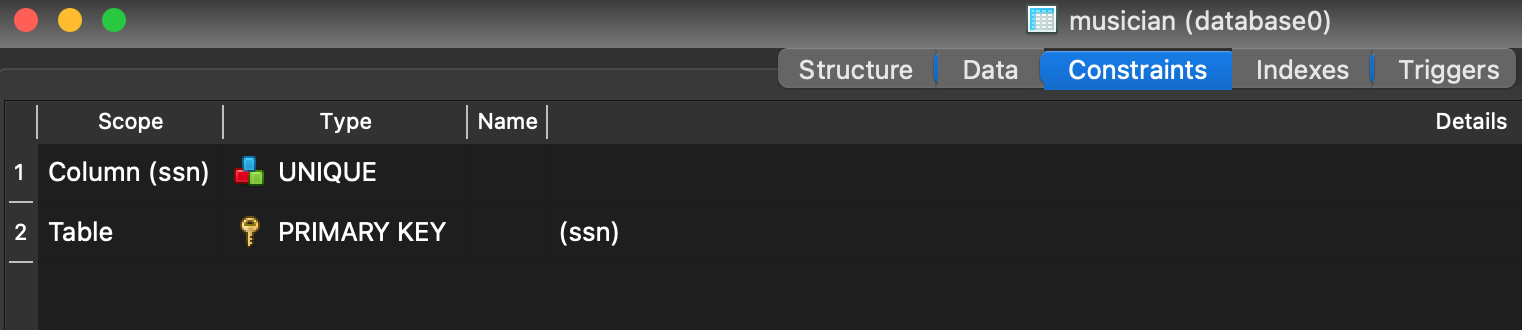 musician (database0)
Structure Data Constraints Indexes Triggers
Scope Type Name Details
1 Column (ssn) UNIQUE
2 Table PRIMARY KEY (ssn)